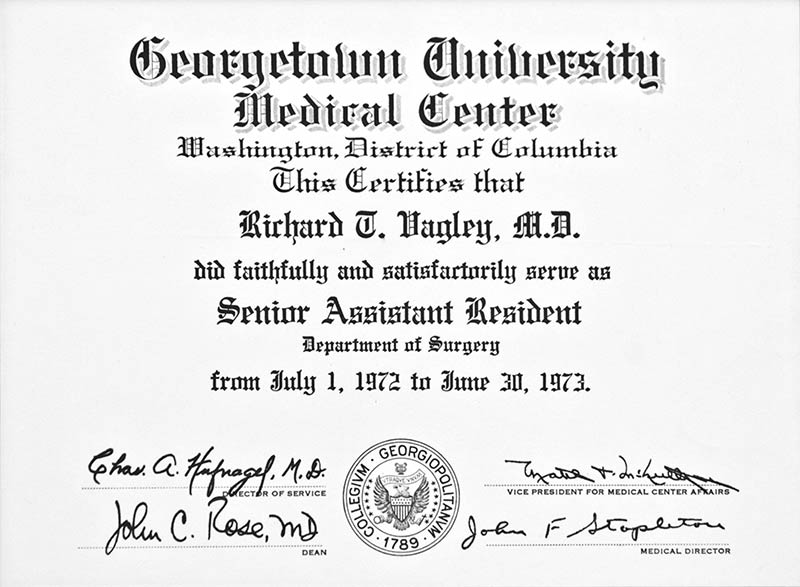 Georgetown University
Medical Center
Washington, District of Columbia
This Certifies that
Richard T. Vagley, M.D.
did faithfully and satisfactorily serve as
Senior Assistant Resident
Department of Surgery
from July 1, 1972 to June 30, 1973.
Chas. A. Hufnagel, M.D.
DIRECTOR OF SERVICE
VICE PRESIDENT FOR MEDICAL CENTER AFFAIRS
John C. Rose, MD
DEAN
John F Stapleton
MEDICAL DIRECTOR
COLLEGIVM · GEORGIOPOLITANVM
· 1789 ·